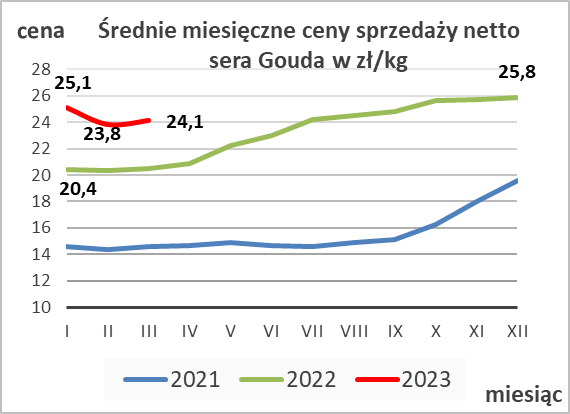 cena
Średnie miesięczne ceny sprzedaży netto
sera Gouda w zł/kg
28
26
24
22
20
18
16
14
12
10
25,1
23,8
24,1
20,4
25,8
I II III IV V VI VII VIII IX X XI XII
2021 2022 2023
miesiąc